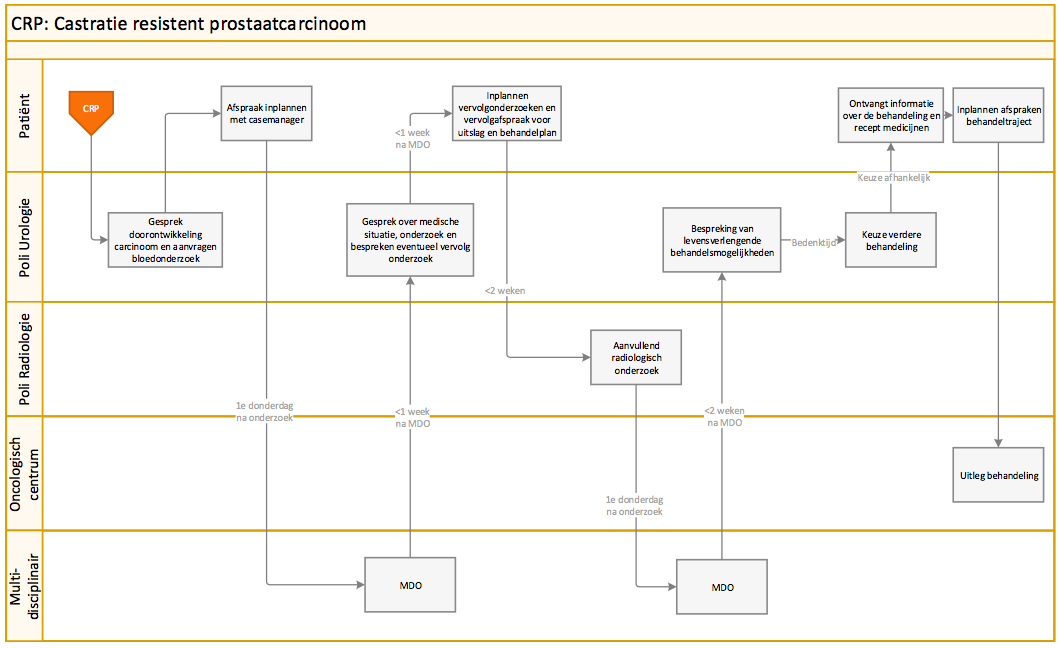 CRP: Castratie resistent prostaatcarcinoom
Patiënt
CRP
Afspraak inplannen
met casemanager
<1 week
na MDO
Inplannen
vervolgonderzoeken en
vervolgafspraak voor
uitslag en behandelplan
Ontvangt informatie
over de behandeling en
recept medicijnen
Inplannen afspraken
behandeltraject
Keuze afhankelijk
Poli Urologie
Gesprek
doorontwikkeling
carcinoom en aanvragen
bloedonderzoek
Gesprek over medische
situatie, onderzoek en
bespreken eventueel vervolg
onderzoek
<2 weken
Bespreking van
levensverlengende
behandelsmogelijkheden
Bedenktijd
Keuze verdere
behandeling
Poli Radiologie
Aanvullend
radiologisch
onderzoek
1e donderdag
na onderzoek
<1 week
na MDO
<2 weken
na MDO
Oncologisch
centrum
1e donderdag
na onderzoek
Uitleg behandeling
Multi-
disciplinair
MDO
MDO